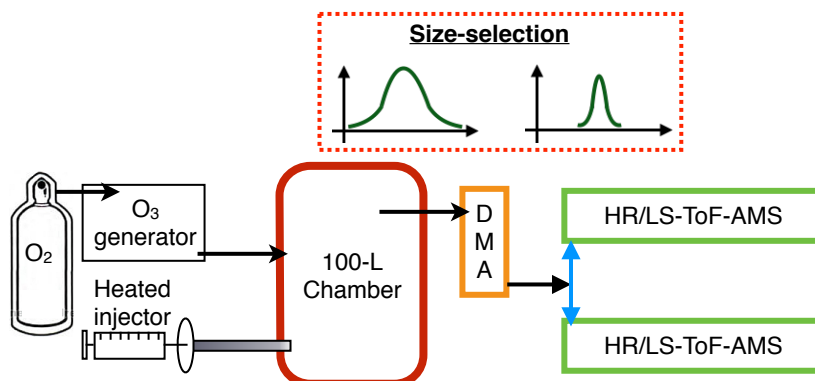 Size-selection
O₃
generator
O₂
Heated
injector
100-L
Chamber
D
M
A
HR/LS-ToF-AMS
HR/LS-ToF-AMS